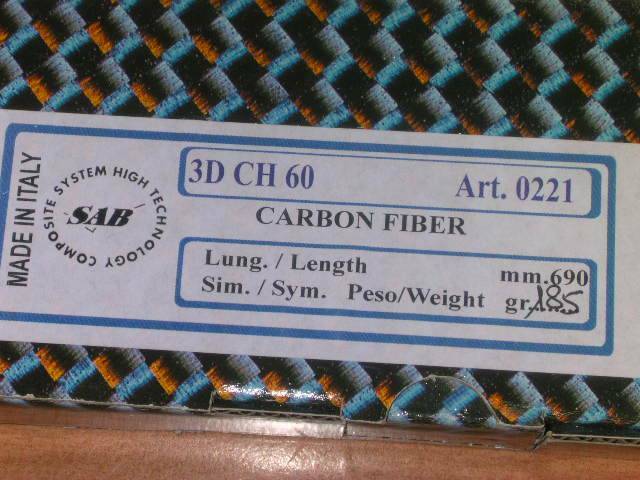 MADE IN ITALY
COMPOSITE SYSTEM HIGH TECHNOLOGY
SAB
3D CH 60 Art. 0221
CARBON FIBER
Lung. / Length mm.690
Sim. / Sym. Peso/Weight gr.185